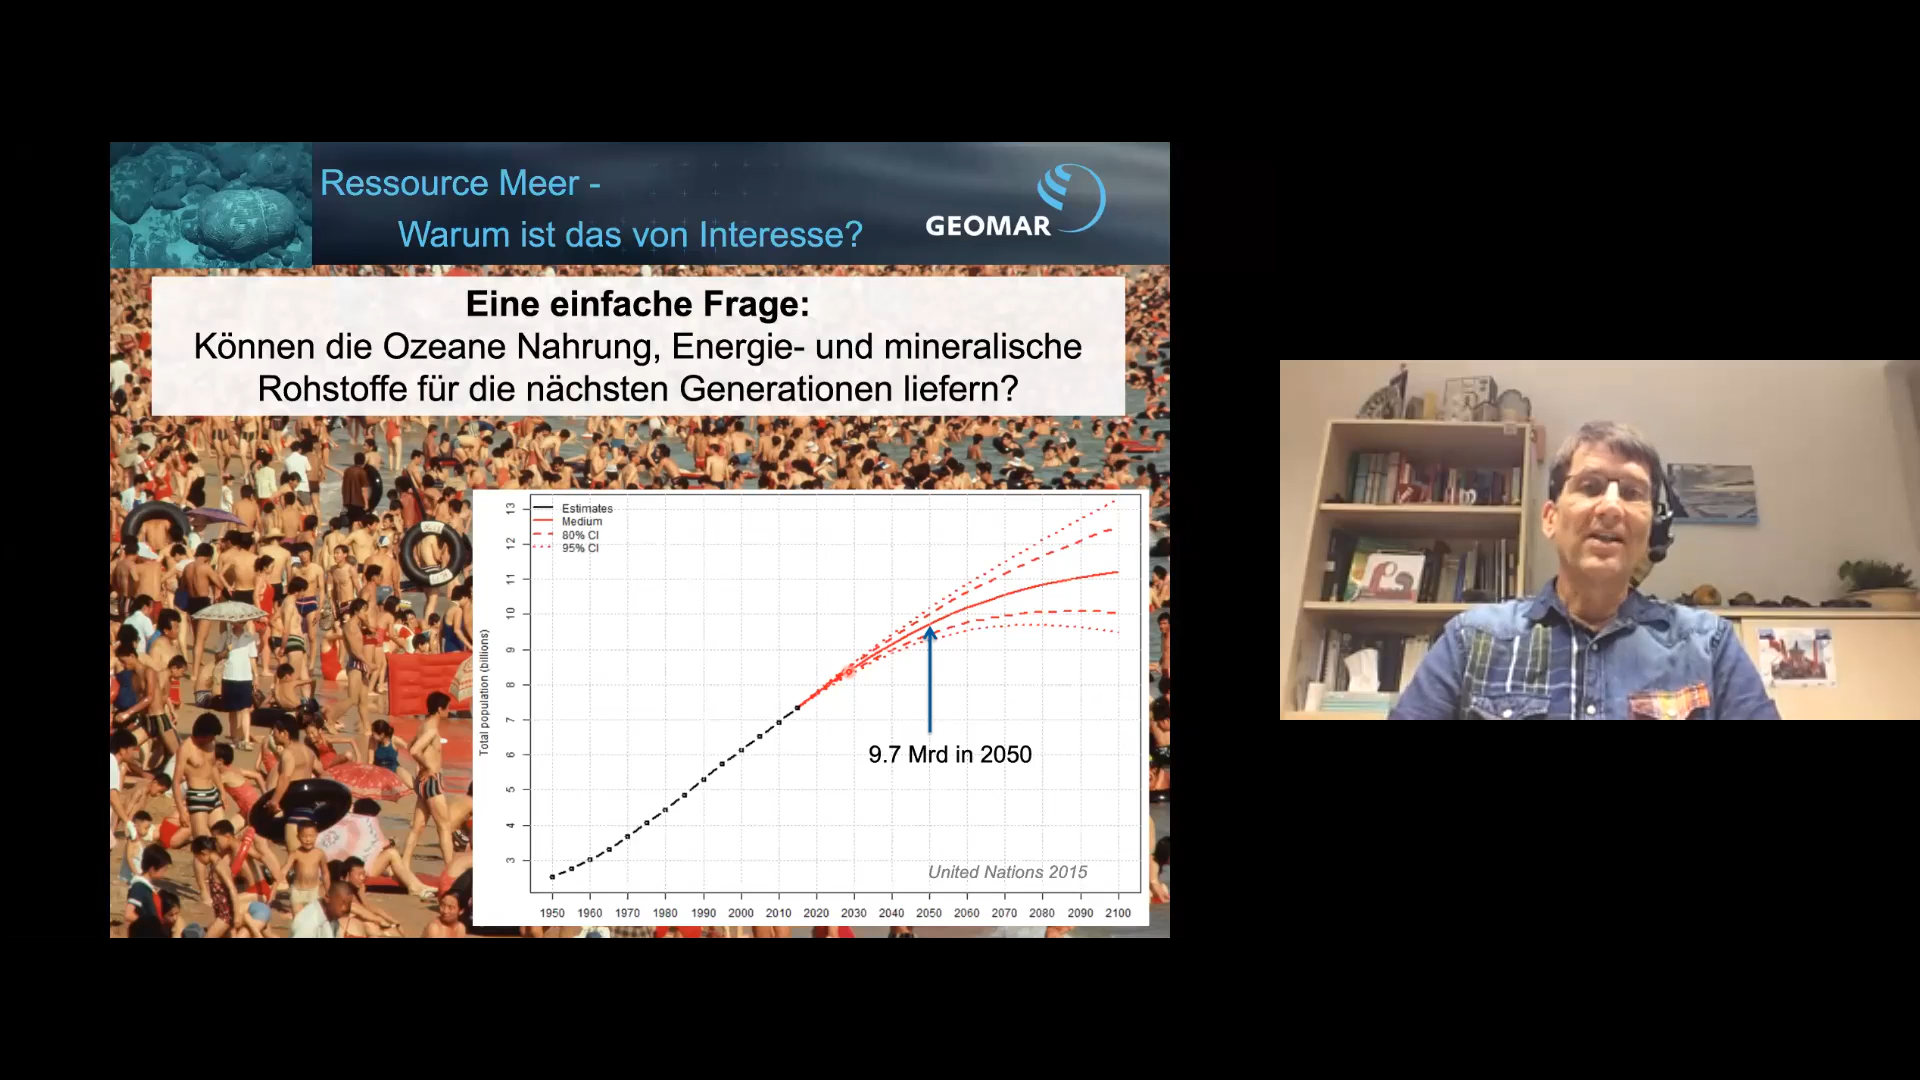 Ressource Meer -
Warum ist das von Interesse?
GEOMAR
Eine einfache Frage:
Können die Ozeane Nahrung, Energie- und mineralische
Rohstoffe für die nächsten Generationen liefern?
Estimates
Medium
80% CI
95% CI
Total population (billions)
13
12
11
10
9
8
7
6
5
4
3
9.7 Mrd in 2050
United Nations 2015
1950 1960 1970 1980 1990 2000 2010 2020 2030 2040 2050 2060 2070 2080 2090 2100